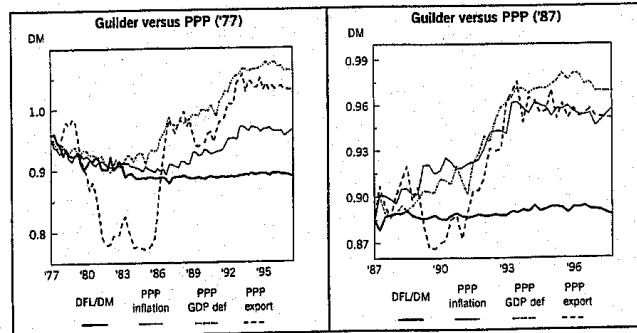 Guilder versus PPP ('77)
DM
1.0
0.9
0.8
'77 '80 '83 '86 '89 '92 '95
DFL/DM PPP inflation PPP GDP def PPP export
Guilder versus PPP ('87)
DM
0.99
0.96
0.93
0.90
0.87
'87 '90 '93 '96
DFL/DM PPP inflation PPP GDP def PPP export